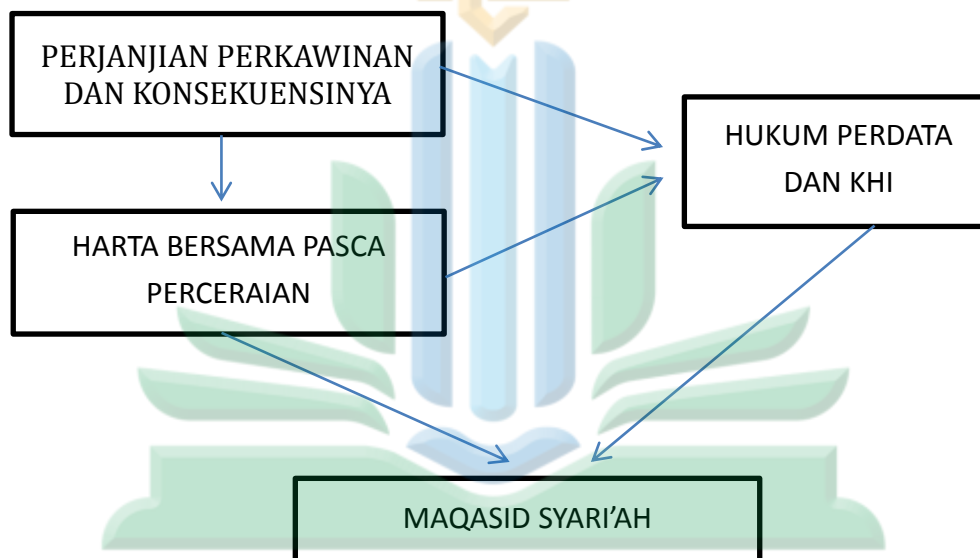 PERJANJIAN PERKAWINAN
DAN KONSEKUENSINYA
HUKUM PERDATA
DAN KHI
HARTA BERSAMA PASCA
PERCERAIAN
MAQASID SYARI'AH